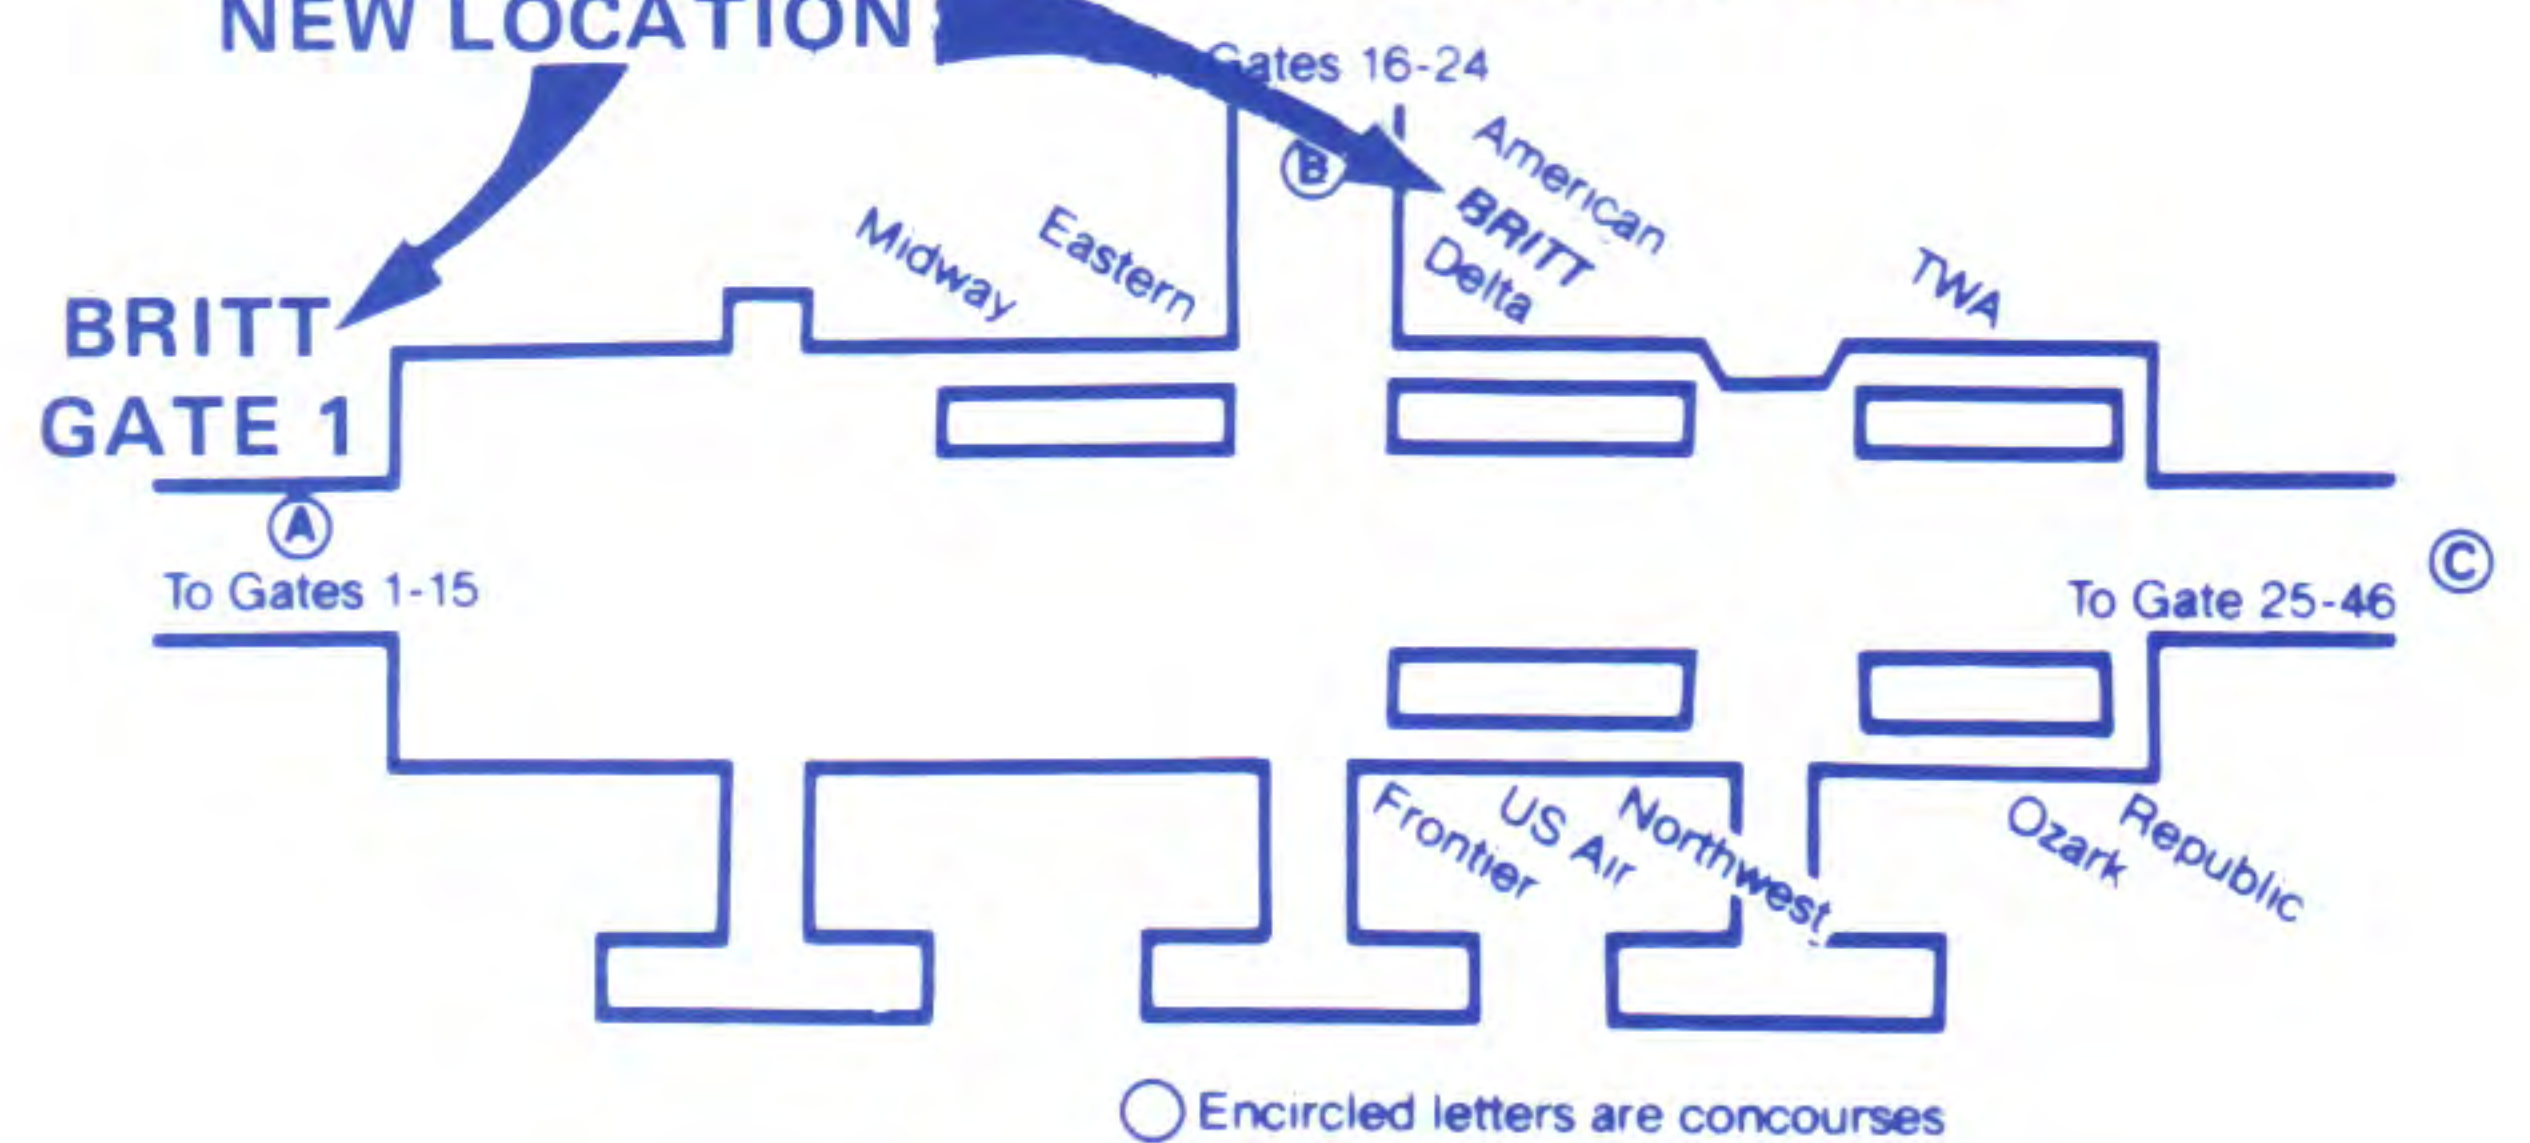 NEW LOCATION
Gates 16-24
B
American
BRITT
Delta
Midway
Eastern
TWA
BRITT
GATE 1
A
To Gates 1-15
C
To Gate 25-46
Frontier
US Air
Northwest
Ozark
Republic
Encircled letters are concourses